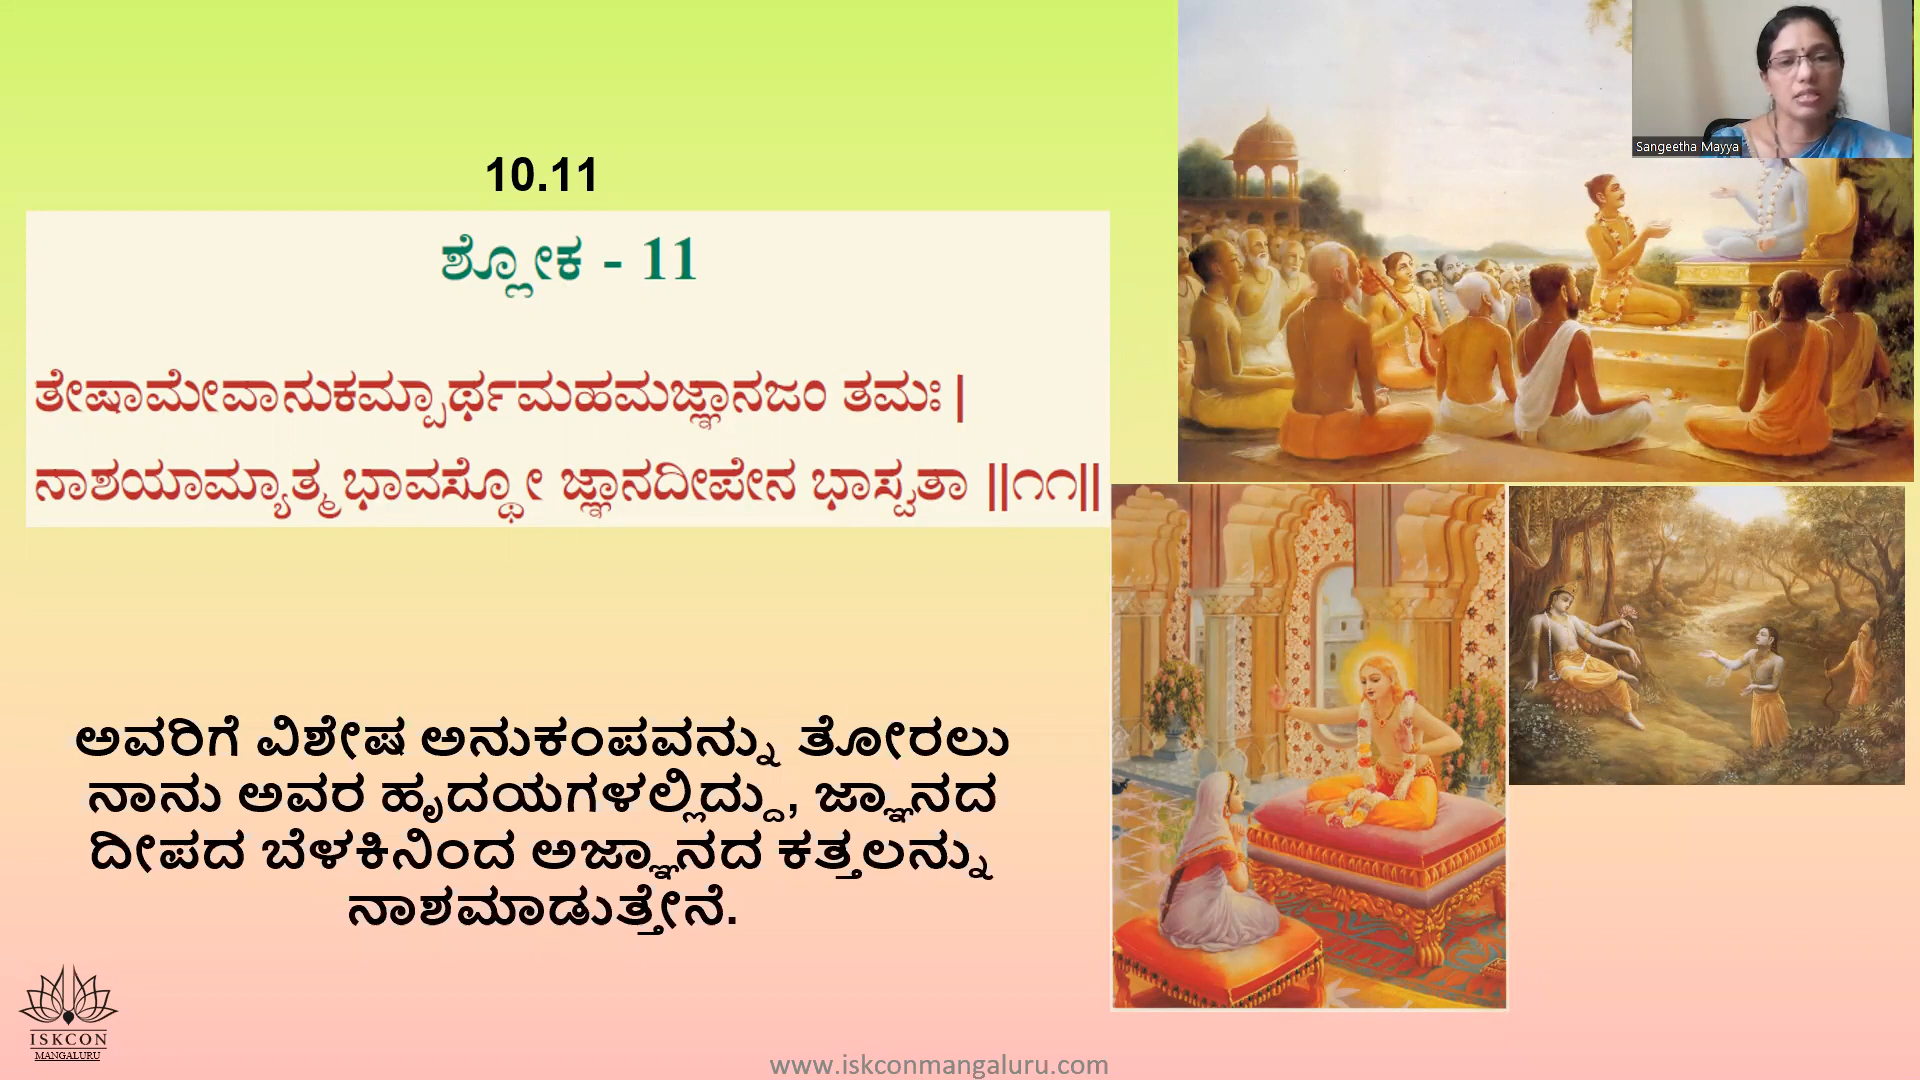 10.11
ಶ್ಲೋಕ - 11
ತೇಷಾಮೇವಾನುಕಮ್ಪಾರ್ಥಮಹಮಜ್ಞಾನಜಂ ತಮಃ |
ನಾಶಯಾಮ್ಯಾತ್ಮ ಭಾವಸ್ಥೋ ಜ್ಞಾನದೀಪೇನ ಭಾಸ್ವತಾ ||೧೧||
ಅವರಿಗೆ ವಿಶೇಷ ಅನುಕಂಪವನ್ನು ತೋರಲು
ನಾನು ಅವರ ಹೃದಯಗಳಲ್ಲಿದ್ದು, ಜ್ಞಾನದ
ದೀಪದ ಬೆಳಕಿನಿಂದ ಅಜ್ಞಾನದ ಕತ್ತಲನ್ನು
ನಾಶಮಾಡುತ್ತೇನೆ.
Sangeetha Mayya
ISKCON
MANGALURU
www.iskconmangaluru.com